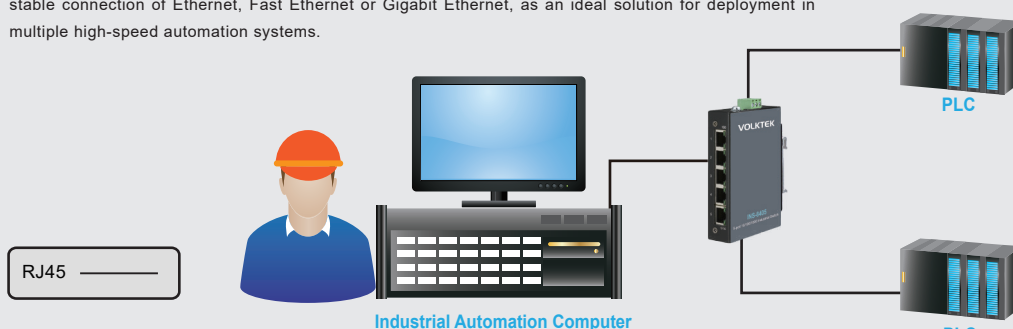 stable connection of Ethernet, Fast Ethernet or Gigabit Ethernet, as an ideal solution for deployment in
multiple high-speed automation systems.
PLC
VOLKTEK
RJ45
Industrial Automation Computer
PLC